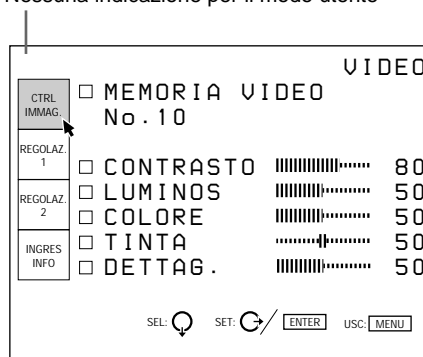 Nessuna indicazione per il modo utente
VIDEO
CTRL
IMMAG.
MEMORIA VIDEO
No.10
REGOLAZ.
1
CONTRASTO 80
REGOLAZ.
2
LUMINOS 50
COLORE 50
INGRES
INFO
TINTA 50
DETTAG. 50
SEL: SET: ENTER USC: MENU